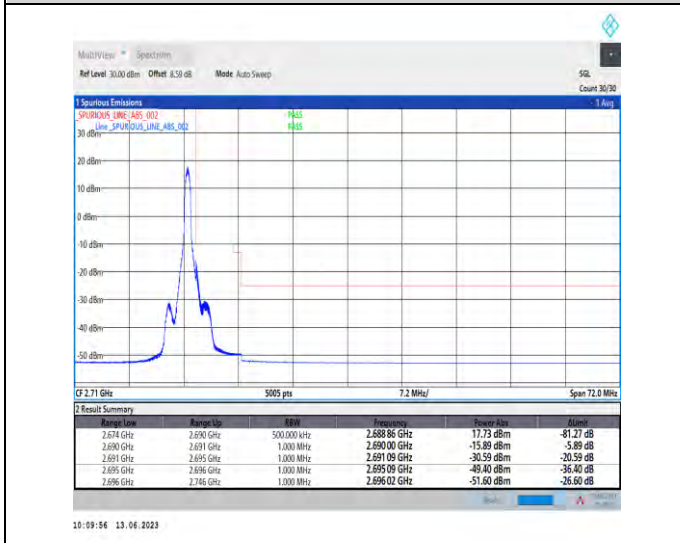 MultiView Spectrum
Ref Level 30.00 dBm Offset 8.59 dB Mode Auto Sweep SGL
Count 30/30
1 Spurious Emissions 1 Avg
_SPURIOUS_LINE_ABS_002 PASS
Line _SPURIOUS_LINE_ABS_002 PASS
30 dBm
20 dBm
10 dBm
0 dBm
-10 dBm
-20 dBm
-30 dBm
-40 dBm
-50 dBm
CF 2.71 GHz 5005 pts 7.2 MHz/ Span 72.0 MHz
2 Result Summary
Range Low Range Up RBW Frequency Power Abs ΔLimit
2.674 GHz 2.690 GHz 500.000 kHz 2.688 86 GHz 17.73 dBm -81.27 dB
2.690 GHz 2.691 GHz 1.000 MHz 2.690 00 GHz -15.89 dBm -5.89 dB
2.691 GHz 2.695 GHz 1.000 MHz 2.691 09 GHz -30.59 dBm -20.59 dB
2.695 GHz 2.696 GHz 1.000 MHz 2.695 09 GHz -49.40 dBm -36.40 dB
2.696 GHz 2.746 GHz 1.000 MHz 2.696 02 GHz -51.60 dBm -26.60 dB
10:09:56 13.06.2023